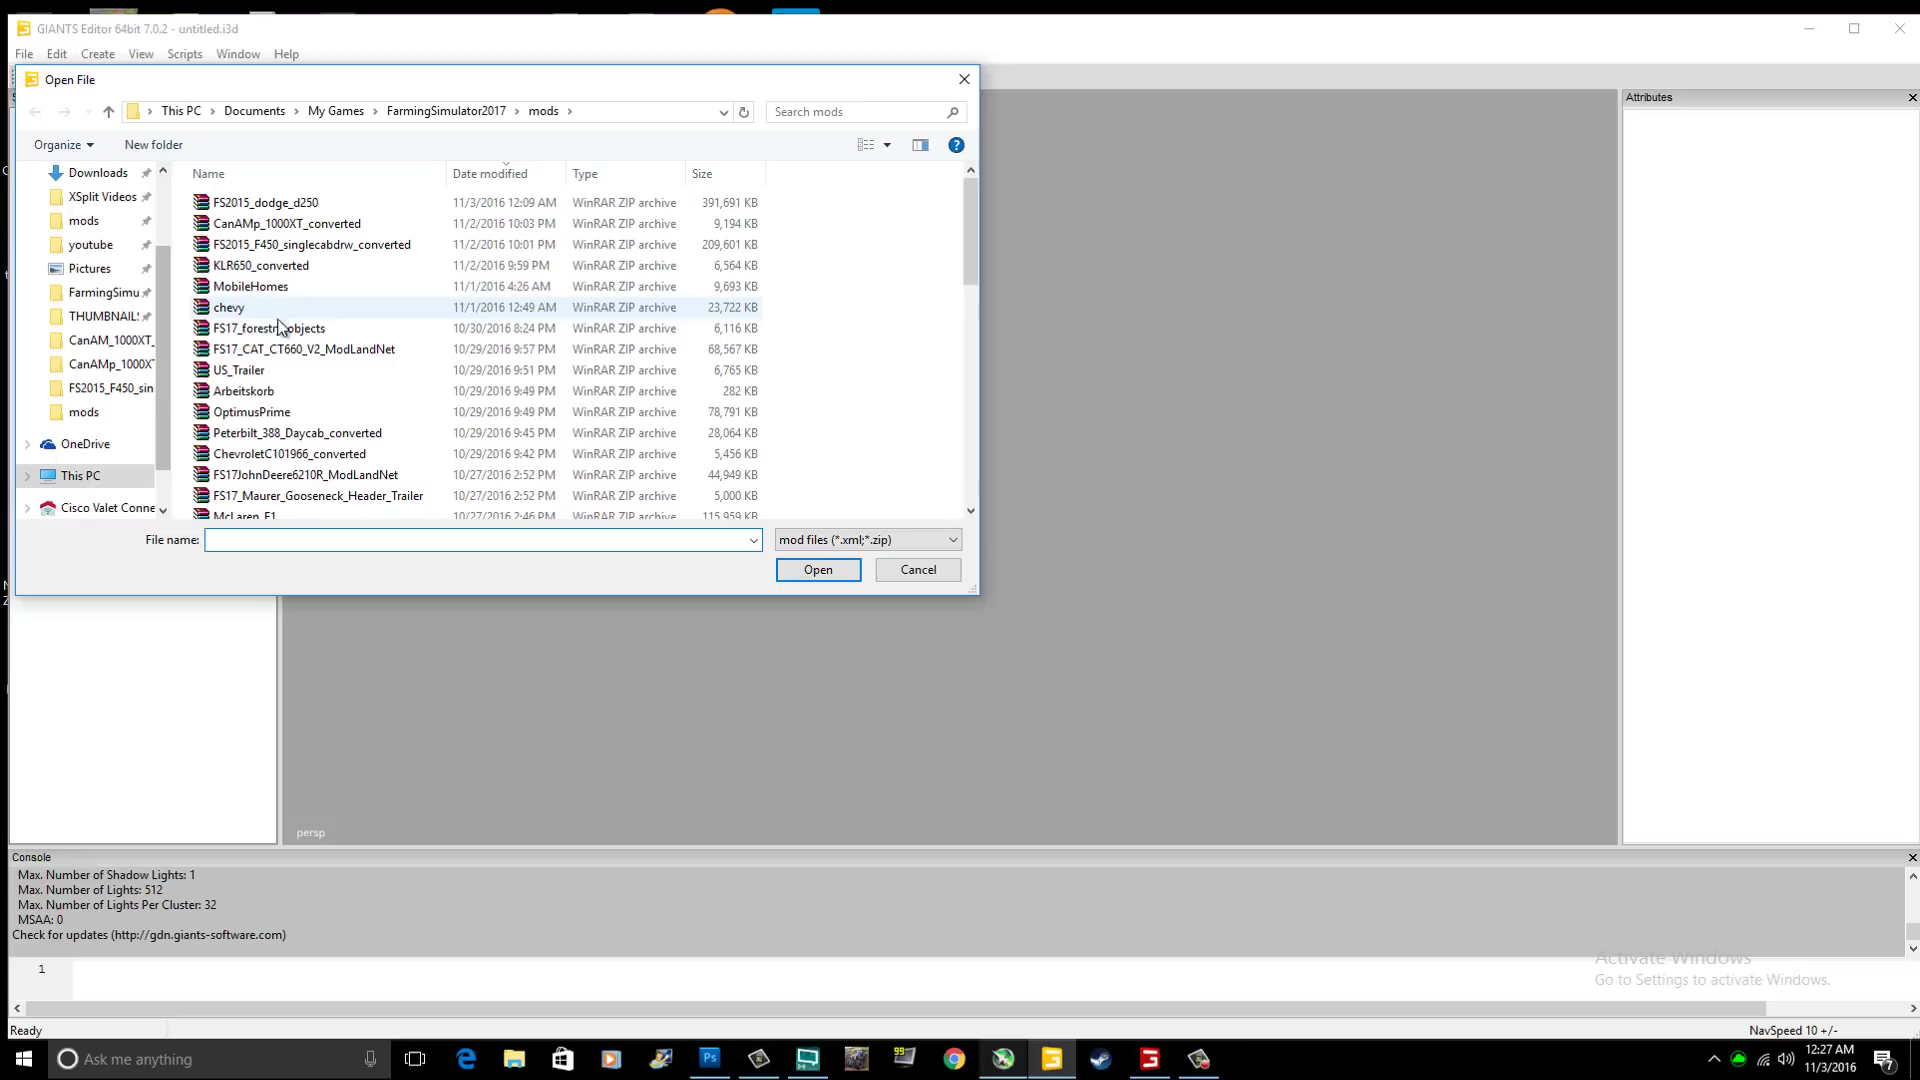 GIANTS Editor 64bit 7.0.2 - untitled.i3d
File Edit Create View Scripts Window Help
Open File
This PC > Documents > My Games > FarmingSimulator2017 > mods >
Search mods
Organize New folder
Name Date modified Type Size
Downloads
XSplit Videos
mods
youtube
Pictures
FarmingSimu
THUMBNAIL
CanAM_1000XT_
CanAMp_1000X
FS2015_F450_sin
mods
OneDrive
This PC
Cisco Valet Conne
FS2015_dodge_d250 11/3/2016 12:09 AM WinRAR ZIP archive 391,691 KB
CanAMp_1000XT_converted 11/2/2016 10:03 PM WinRAR ZIP archive 9,194 KB
FS2015_F450_singlecabdrw_converted 11/2/2016 10:01 PM WinRAR ZIP archive 209,601 KB
KLR650_converted 11/2/2016 9:59 PM WinRAR ZIP archive 6,564 KB
MobileHomes 11/1/2016 4:26 AM WinRAR ZIP archive 9,693 KB
chevy 11/1/2016 12:49 AM WinRAR ZIP archive 23,722 KB
10/30/2016 8:24 PM WinRAR ZIP archive 6,116 KB
FS17_CAT_CT660_V2_ModLandNet 10/29/2016 9:57 PM WinRAR ZIP archive 68,567 KB
US_Trailer 10/29/2016 9:51 PM WinRAR ZIP archive 6,765 KB
Arbeitskorb 10/29/2016 9:49 PM WinRAR ZIP archive 282 KB
OptimusPrime 10/29/2016 9:49 PM WinRAR ZIP archive 78,791 KB
Peterbilt_388_Daycab_converted 10/29/2016 9:45 PM WinRAR ZIP archive 28,064 KB
ChevroletC101966_converted 10/29/2016 9:42 PM WinRAR ZIP archive 5,456 KB
FS17JohnDeere6210R_ModLandNet 10/27/2016 2:52 PM WinRAR ZIP archive 44,949 KB
FS17_Maurer_Gooseneck_Header_Trailer 10/27/2016 2:52 PM WinRAR ZIP archive 5,000 KB
McLaren_F1 10/27/2016 2:46 PM WinRAR ZIP archive 115,959 KB
File name: mod files (*.xml;*.zip)
Open Cancel
Attributes
persp
Console
Max. Number of Shadow Lights: 1
Max. Number of Lights: 512
Max. Number of Lights Per Cluster: 32
MSAA: 0
Check for updates (http://gdn.giants-software.com)
1
Activate Windows
Go to Settings to activate Windows.
Ready NavSpeed 10 +/-
Ask me anything
99
12:27 AM
11/3/2016
7